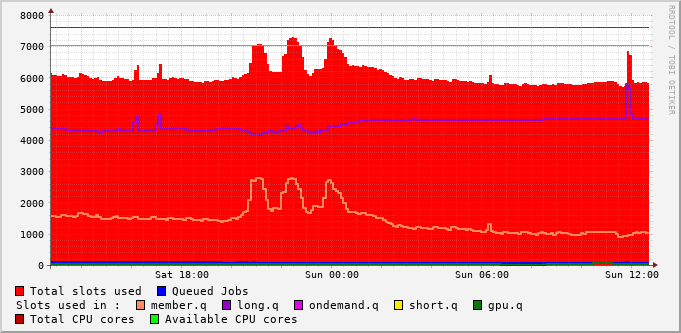 8000
7000
6000
5000
4000
3000
2000
1000
0
Sat 18:00 Sun 00:00 Sun 06:00 Sun 12:00
RRDTOOL / TOBI OETIKER
Total slots used Queued Jobs
Slots used in : member.q long.q ondemand.q short.q gpu.q
Total CPU cores Available CPU cores